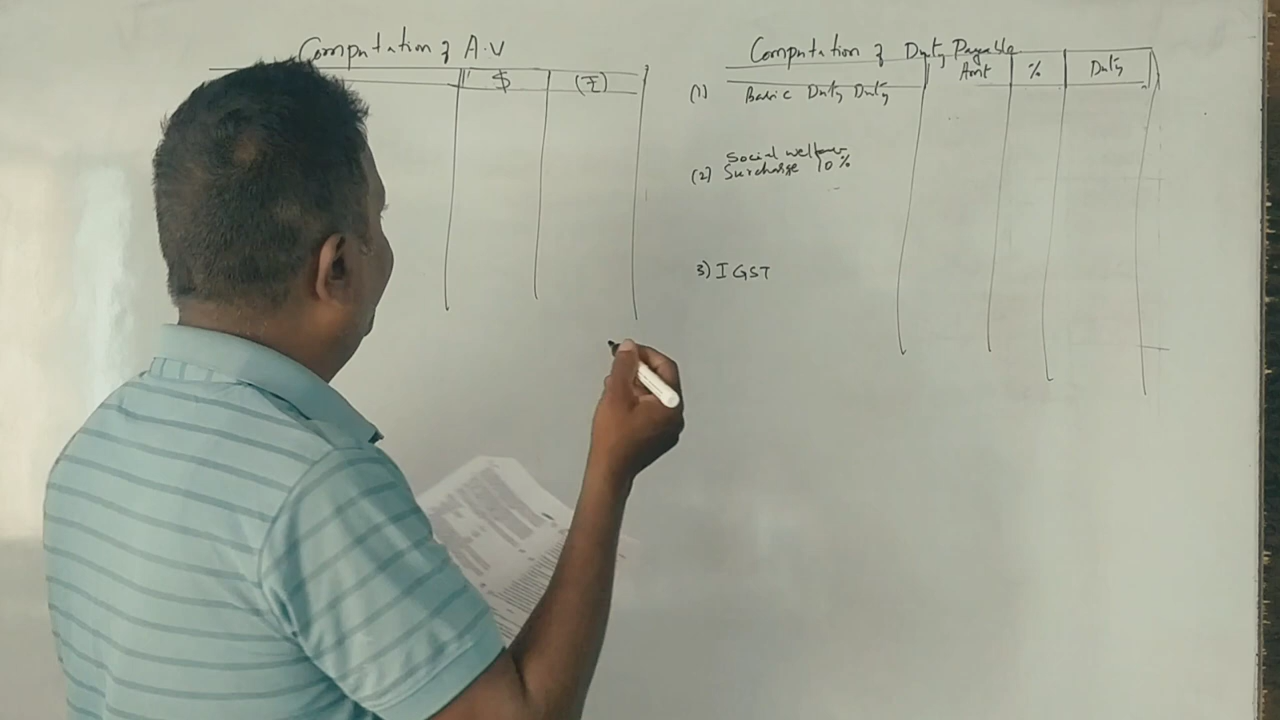 Computation of A.V
$ (₹)
Computation of Duty Payable
Amt % Duty
(1) Basic Duty Duty
Social welfare
(2) Surcharge 10%
3) IGST